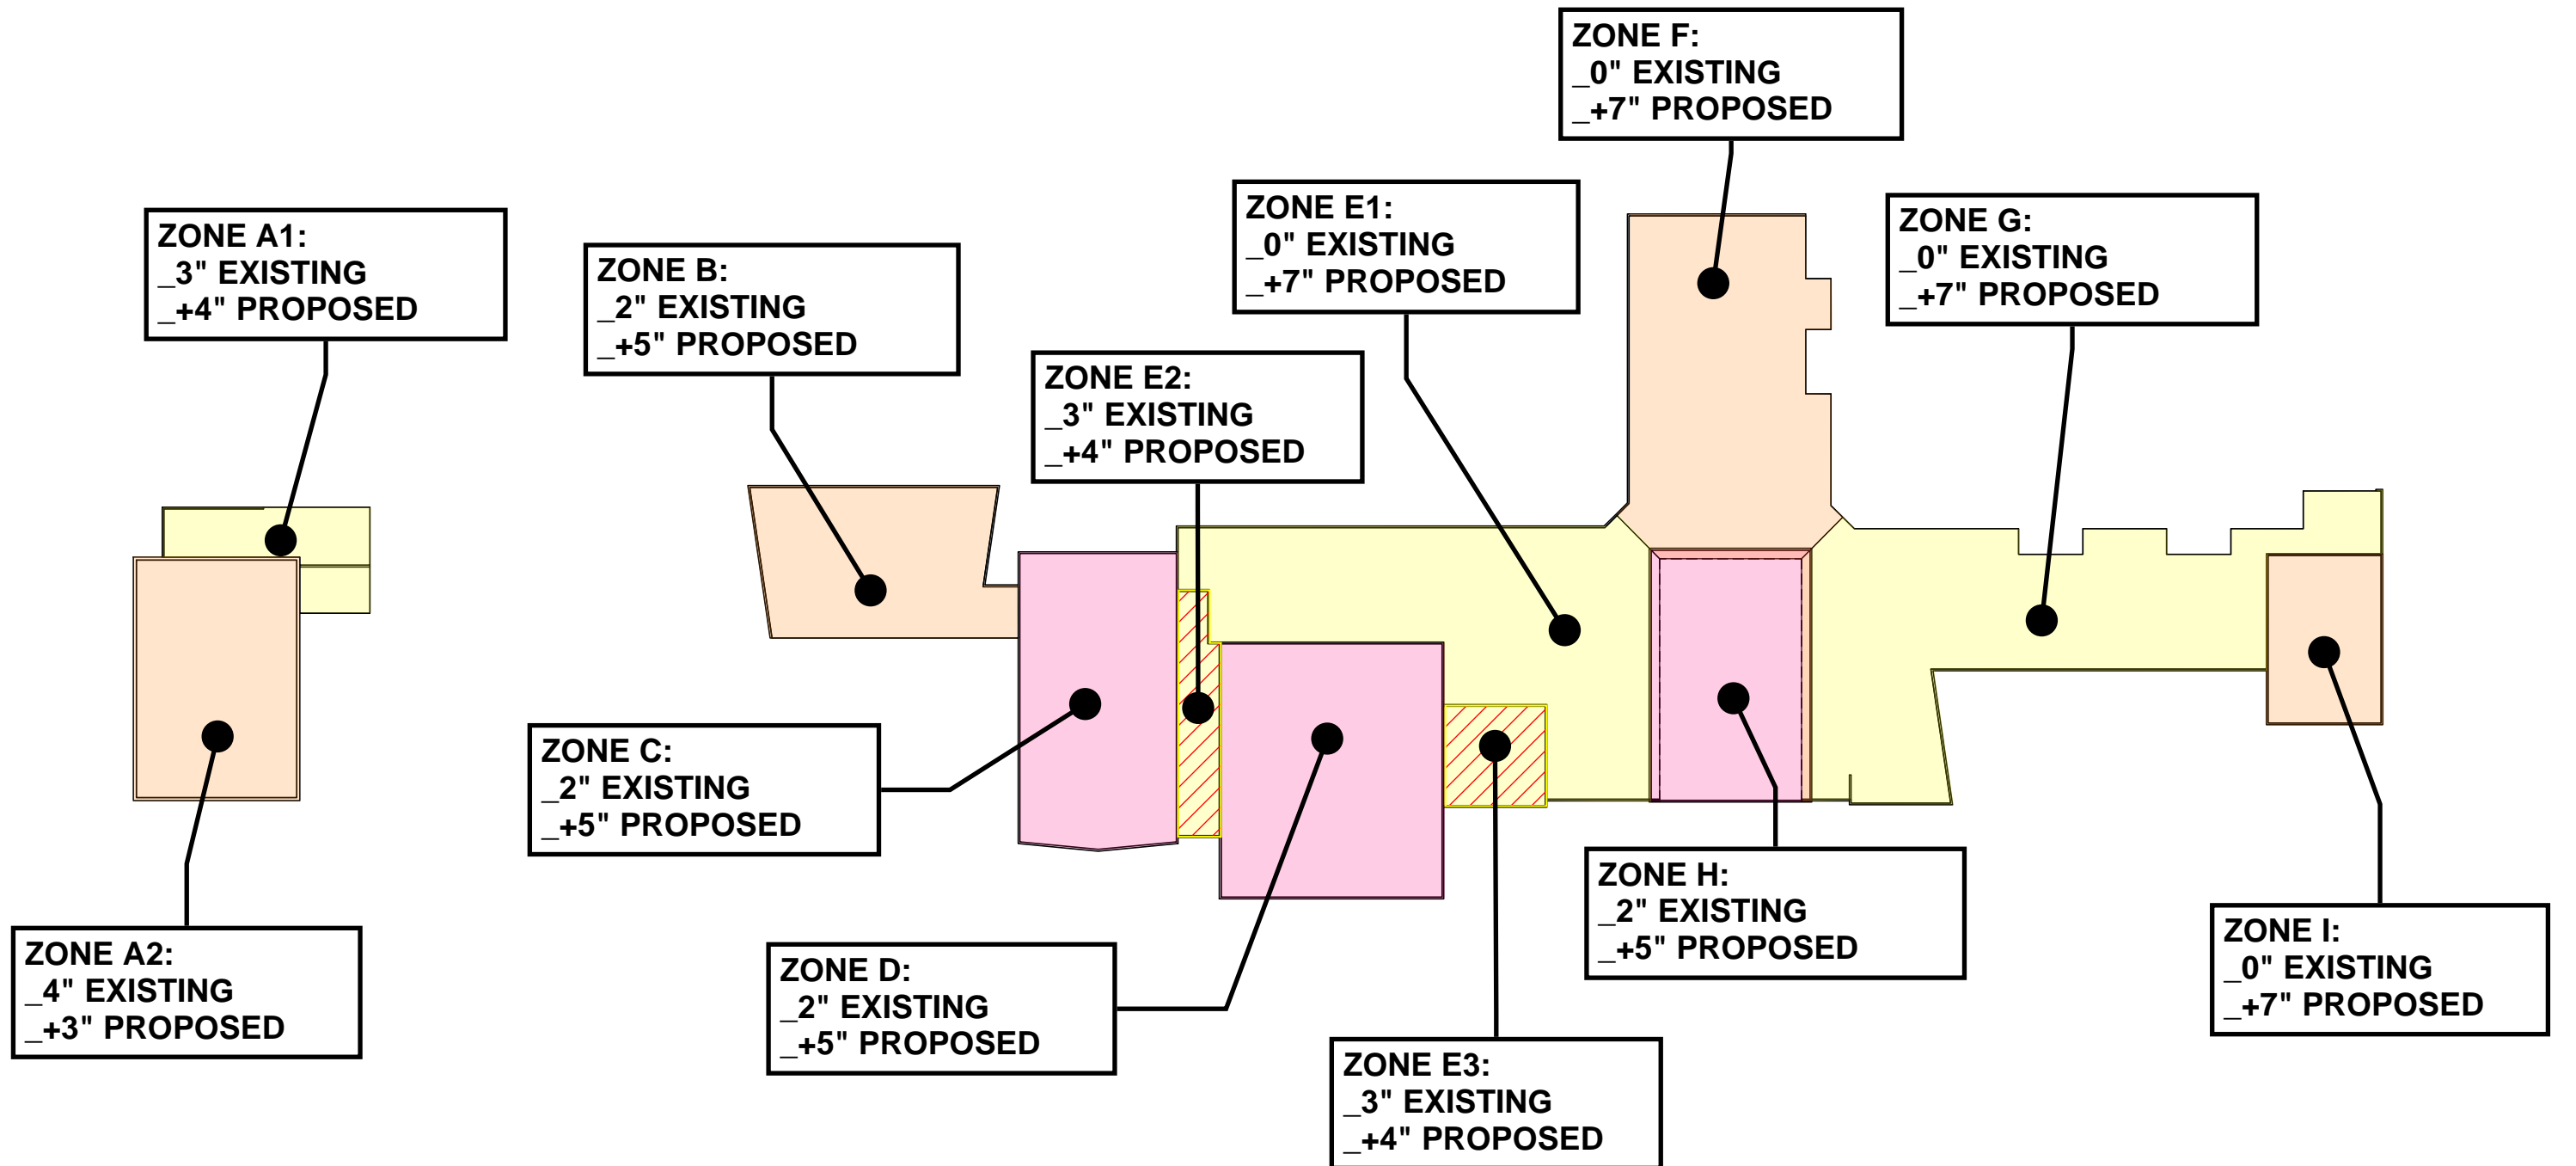 ZONE F:
_0" EXISTING
_+7" PROPOSED
ZONE E1:
_0" EXISTING
_+7" PROPOSED
ZONE G:
_0" EXISTING
_+7" PROPOSED
ZONE A1:
_3" EXISTING
_+4" PROPOSED
ZONE B:
_2" EXISTING
_+5" PROPOSED
ZONE E2:
_3" EXISTING
_+4" PROPOSED
ZONE C:
_2" EXISTING
_+5" PROPOSED
ZONE H:
_2" EXISTING
_+5" PROPOSED
ZONE I:
_0" EXISTING
_+7" PROPOSED
ZONE A2:
_4" EXISTING
_+3" PROPOSED
ZONE D:
_2" EXISTING
_+5" PROPOSED
ZONE E3:
_3" EXISTING
_+4" PROPOSED